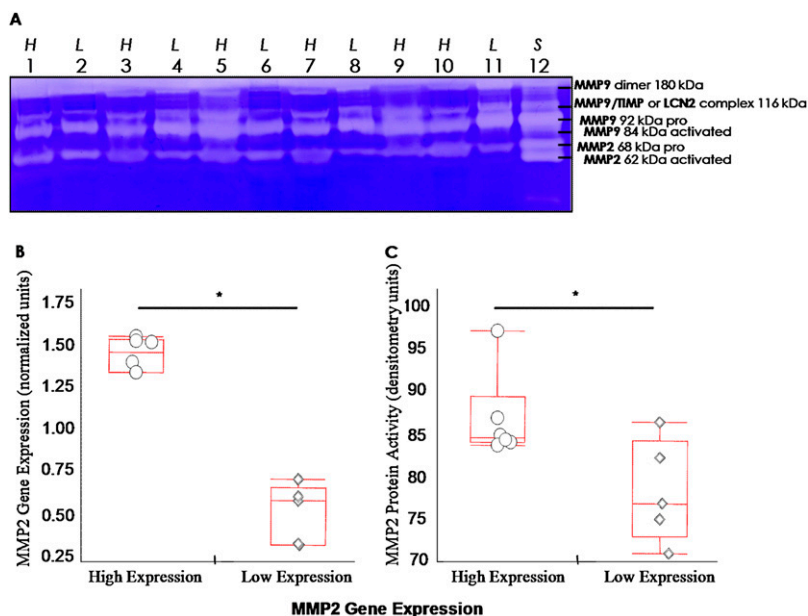 A
H L H L H L H L H H L S
1 2 3 4 5 6 7 8 9 10 11 12
MMP9 dimer 180 kDa
MMP9/TIMP or LCN2 complex 116 kDa
MMP9 92 kDa pro
MMP9 84 kDa activated
MMP2 68 kDa pro
MMP2 62 kDa activated
B
MMP2 Gene Expression (normalized units)
1.75
1.50
1.25
1.00
0.75
0.50
0.25
*
High Expression Low Expression
C
MMP2 Protein Activity (densitometry units)
100
95
90
85
80
75
70
*
High Expression Low Expression
MMP2 Gene Expression